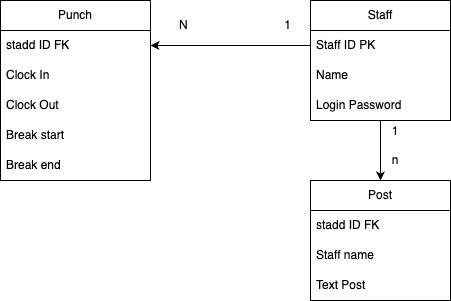 Punch
stadd ID FK
Clock In
Clock Out
Break start
Break end
N
1
Staff
Staff ID PK
Name
Login Password
1
n
Post
stadd ID FK
Staff name
Text Post